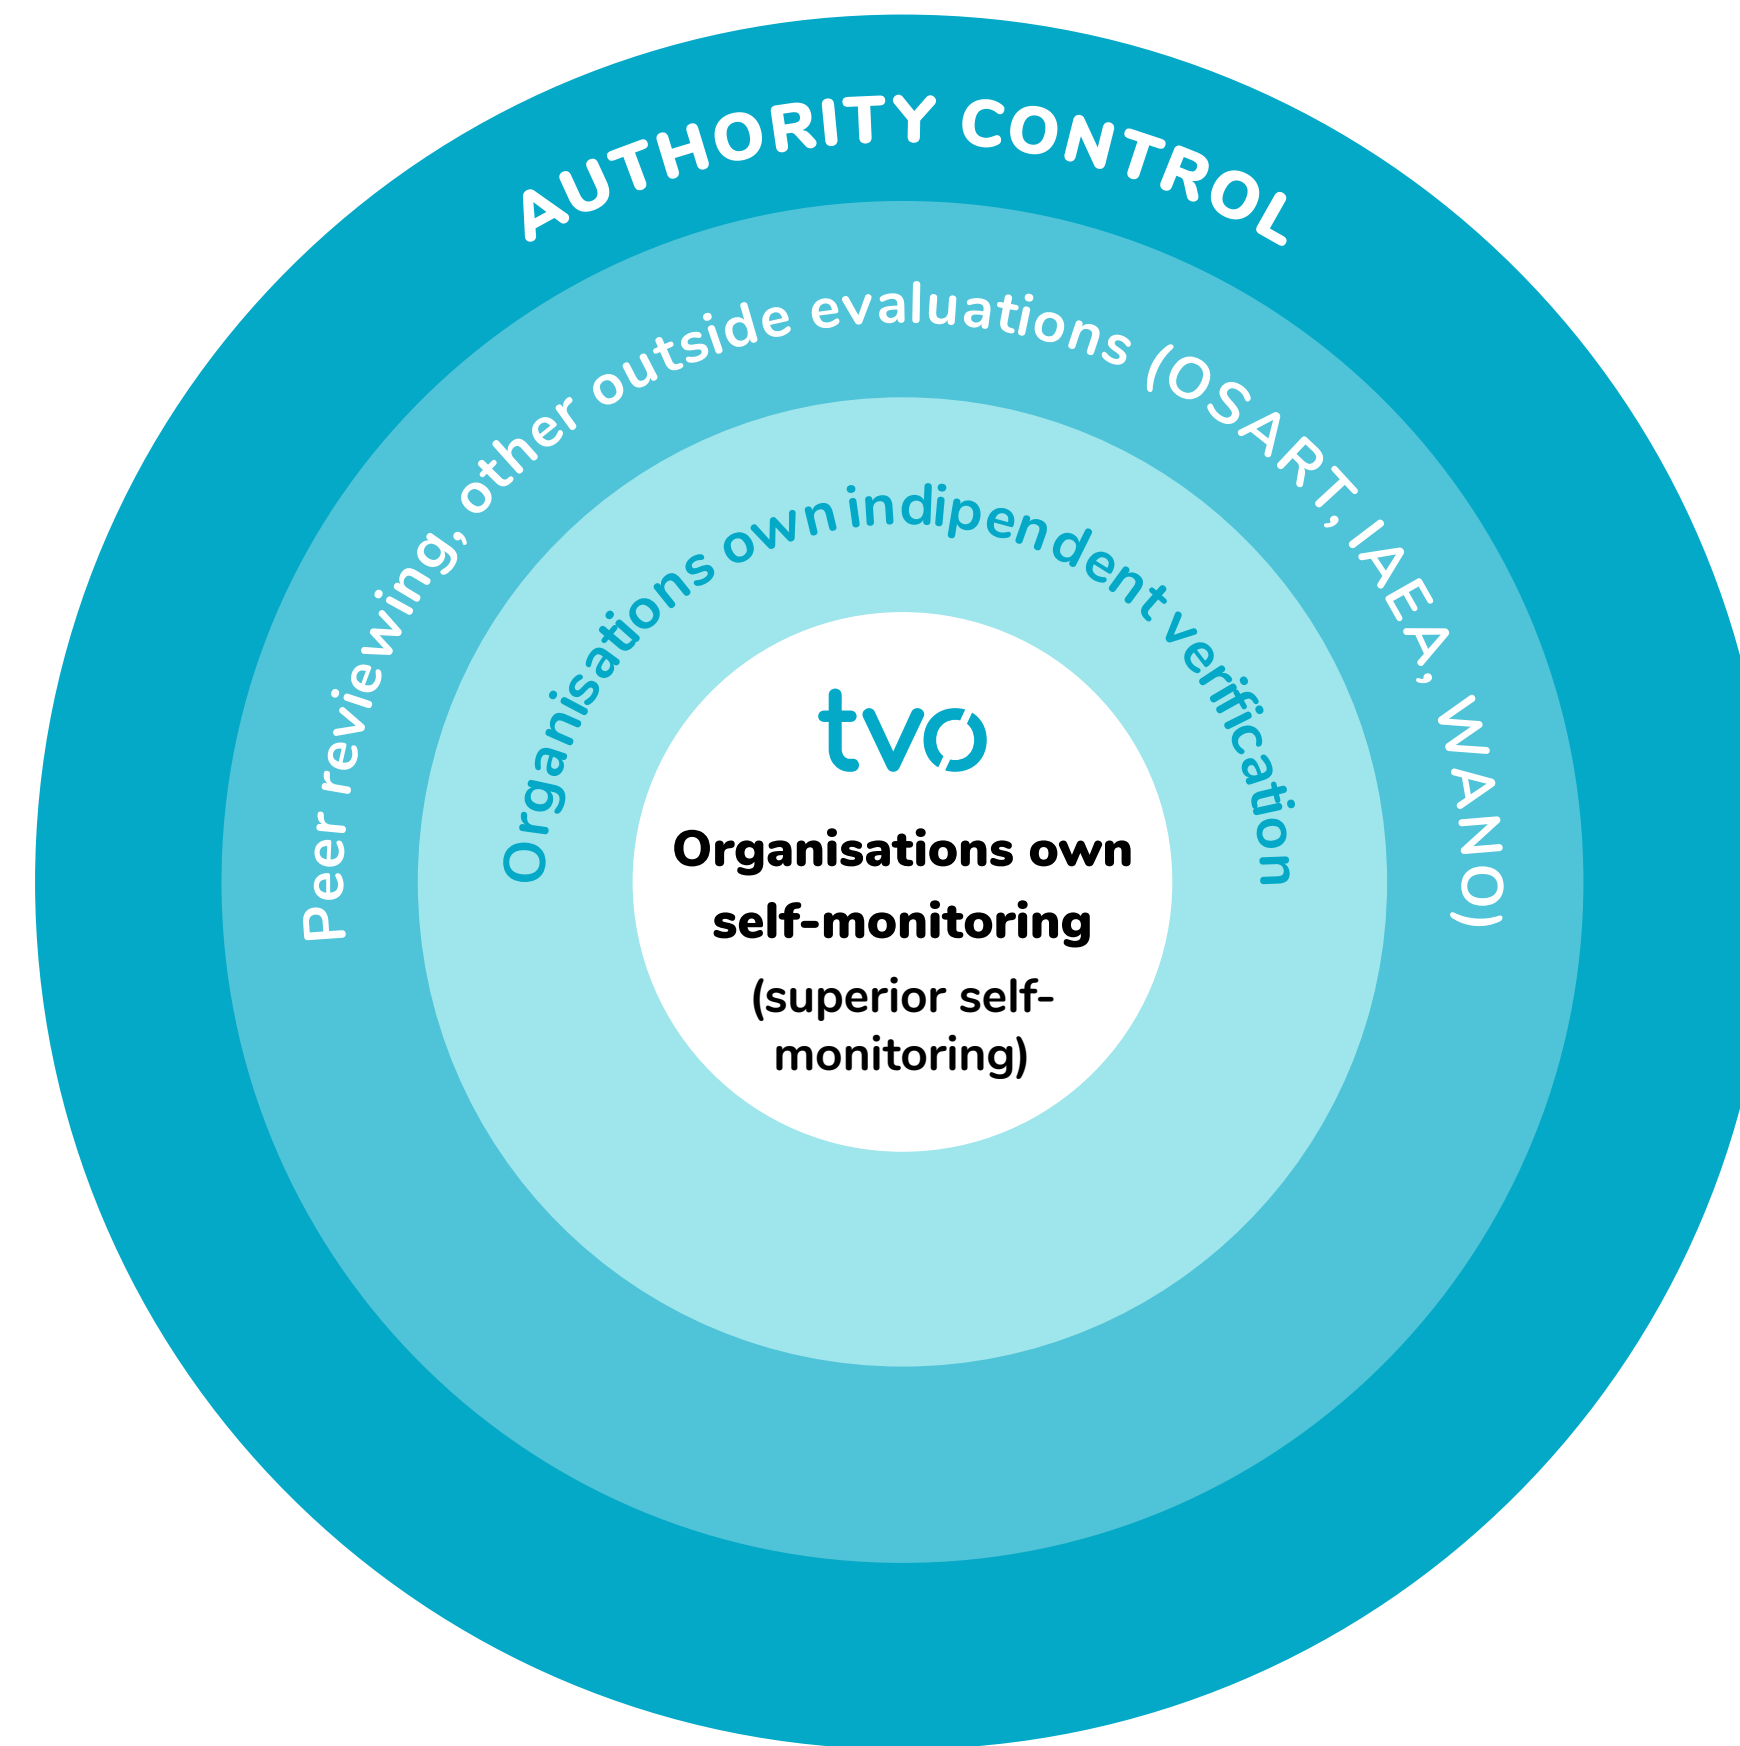 AUTHORITY CONTROL
Peer reviewing, other outside evaluations (OSART, IAEA, WANO)
Organisations own indipendent verification
tvo
Organisations own
self-monitoring
(superior self-
monitoring)